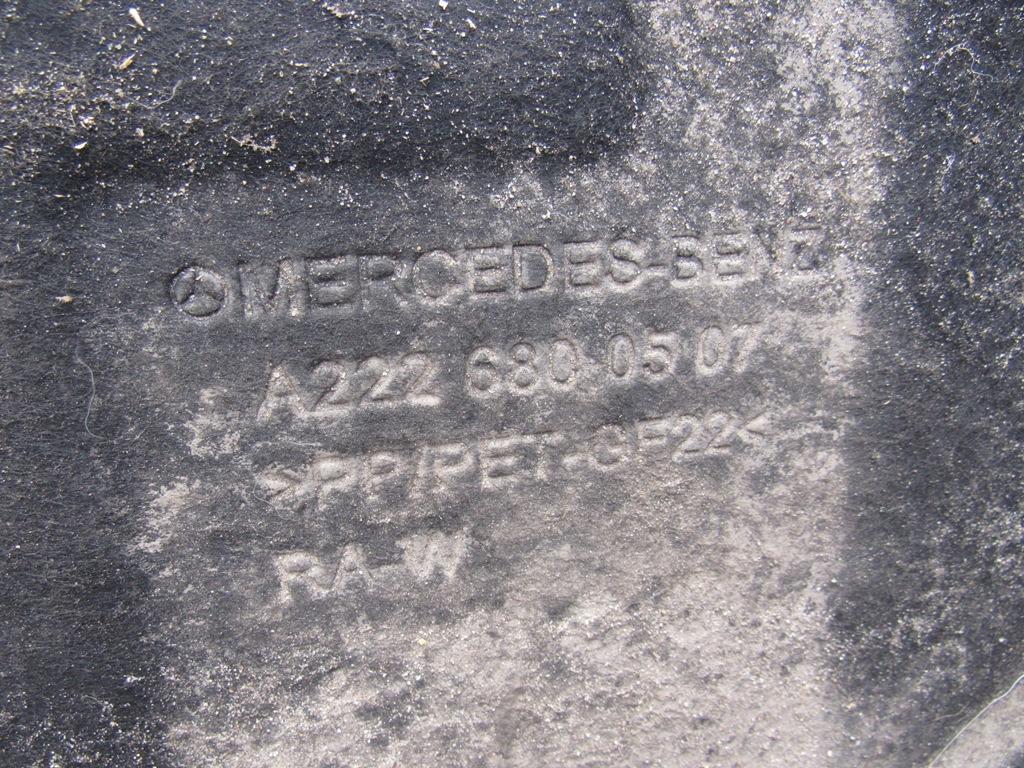 MERCEDES-BENZ
A222 680 05 07
>PP/PET-GF22<
RA-W